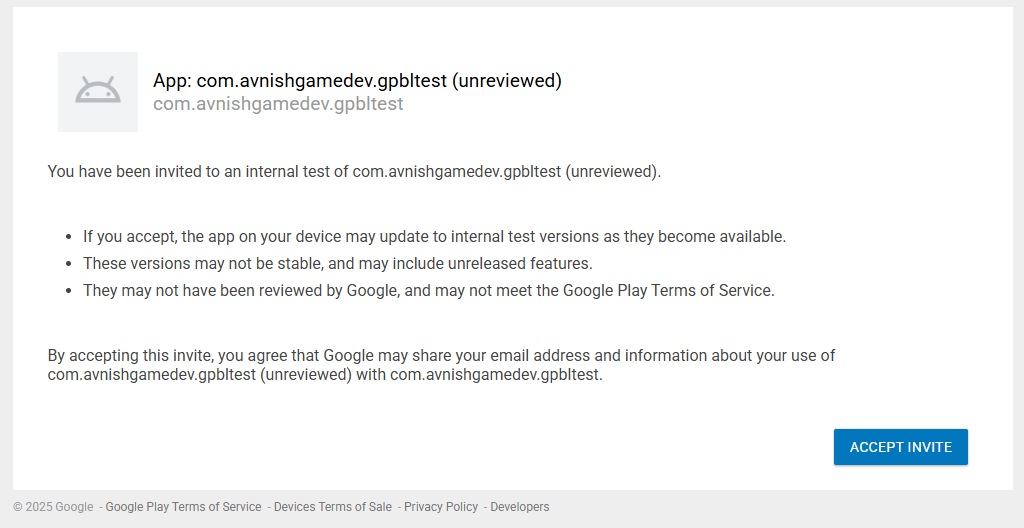 App: com.avnishgamedev.gpbltest (unreviewed)
com.avnishgamedev.gpbltest
You have been invited to an internal test of com.avnishgamedev.gpbltest (unreviewed).
• If you accept, the app on your device may update to internal test versions as they become available.
• These versions may not be stable, and may include unreleased features.
• They may not have been reviewed by Google, and may not meet the Google Play Terms of Service.
By accepting this invite, you agree that Google may share your email address and information about your use of
com.avnishgamedev.gpbltest (unreviewed) with com.avnishgamedev.gpbltest.
ACCEPT INVITE
© 2025 Google - Google Play Terms of Service - Devices Terms of Sale - Privacy Policy - Developers